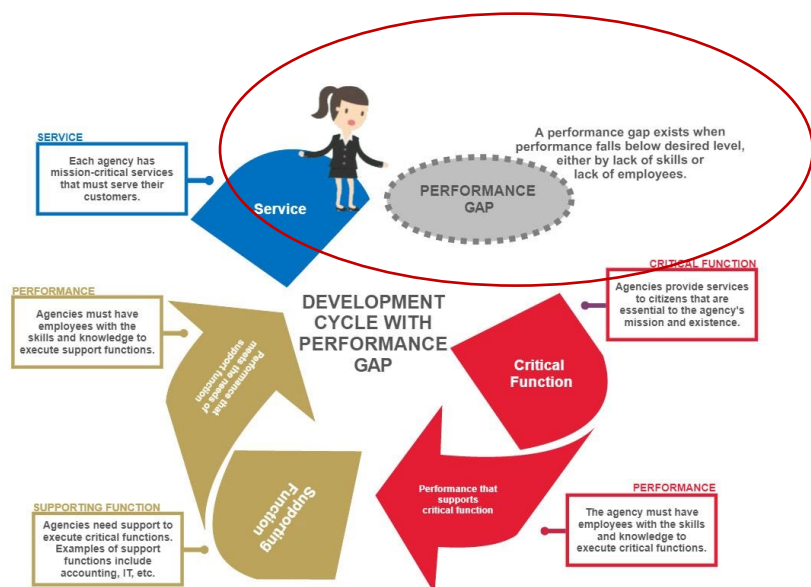 SERVICE
Each agency has
mission-critical services
that must serve their
customers.
Service
A performance gap exists when
performance falls below desired level,
either by lack of skills or
lack of employees.
PERFORMANCE
GAP
CRITICAL FUNCTION
Agencies provide services
to citizens that are
essential to the agency's
mission and existence.
PERFORMANCE
Agencies must have
employees with the
skills and knowledge to
execute support functions.
DEVELOPMENT
CYCLE WITH
PERFORMANCE
GAP
Performance that
meets the needs of
support function
Critical
Function
Performance that
supports
critical function
PERFORMANCE
The agency must have
employees with the skills
and knowledge to
execute critical functions.
Supporting
Function
SUPPORTING FUNCTION
Agencies need support to
execute critical functions.
Examples of support
functions include
accounting, IT, etc.